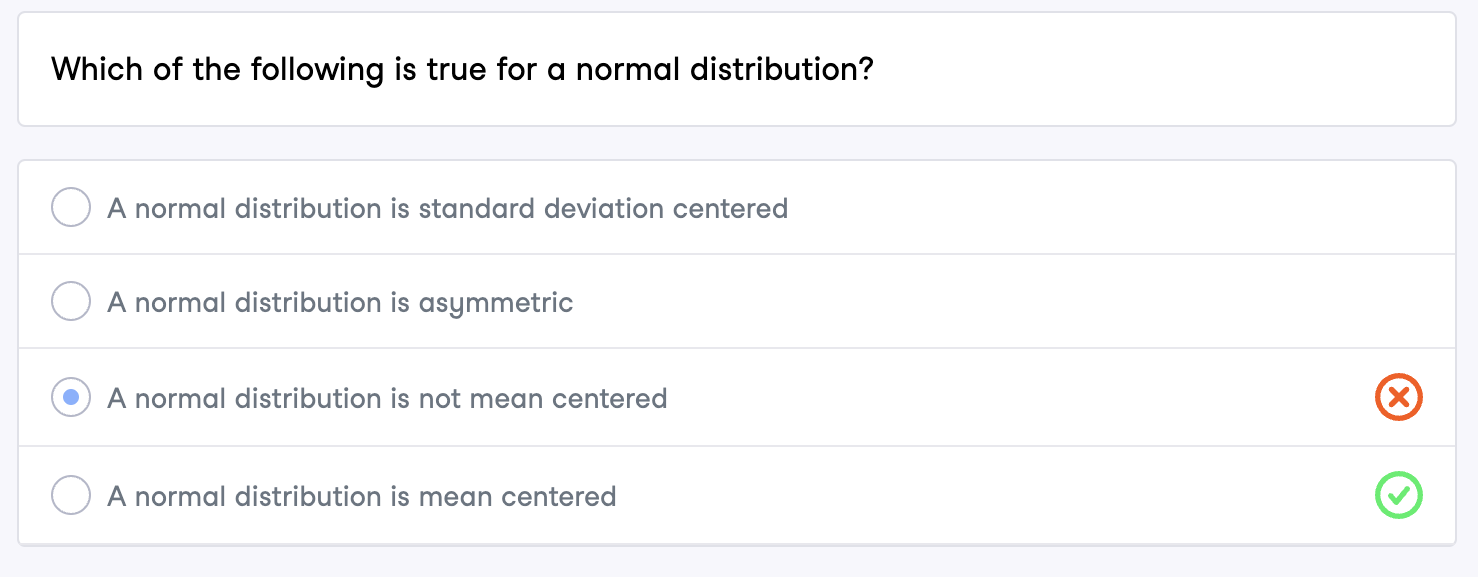 Which of the following is true for a normal distribution?
A normal distribution is standard deviation centered
A normal distribution is asymmetric
A normal distribution is not mean centered
A normal distribution is mean centered